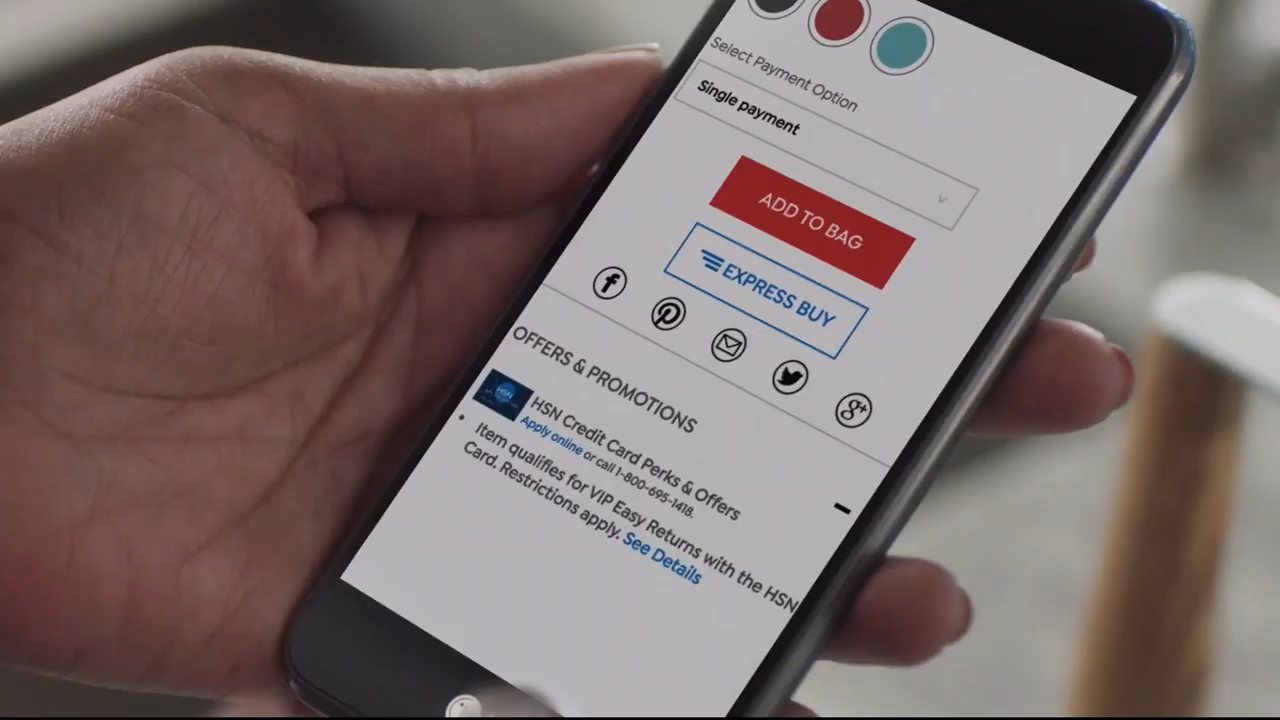 Select Payment Option
Single payment
ADD TO BAG
EXPRESS BUY
OFFERS & PROMOTIONS
HSN
HSN Credit Card Perks & Offers
Apply online or call 1-800-695-1418.
Item qualifies for VIP Easy Returns with the HSN
Card. Restrictions apply. See Details